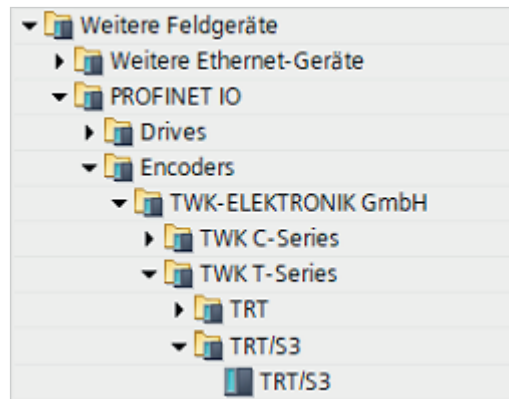 Weitere Feldgeräte
Weitere Ethernet-Geräte
PROFINET IO
Drives
Encoders
TWK-ELEKTRONIK GmbH
TWK C-Series
TWK T-Series
TRT
TRT/S3
TRT/S3